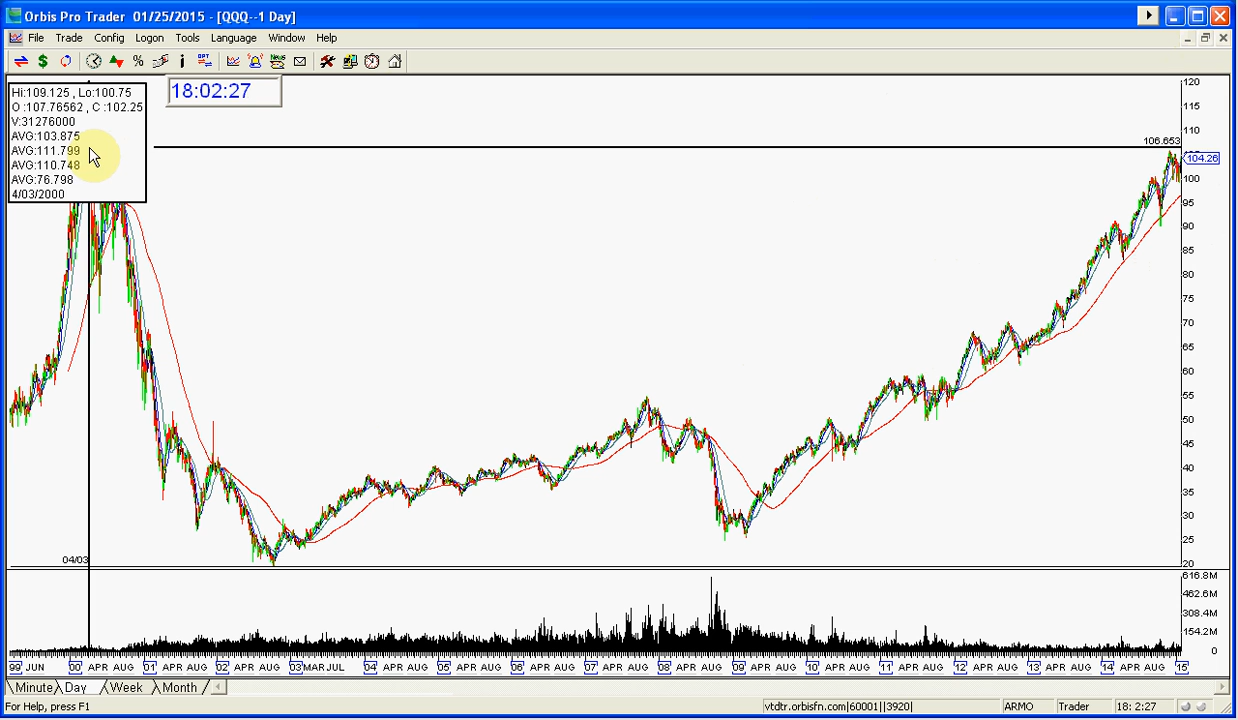 Orbis Pro Trader 01/25/2015 - [QQQ--1 Day]
File Trade Config Logon Tools Language Window Help
$ % i OPT News
Hi:109.125 , Lo:100.75
O :107.76562 , C :102.25
V:31276000
AVG:103.875
AVG:111.799
AVG:110.748
AVG:76.798
4/03/2000
18:02:27
120
115
110
106.653
104.26
100
95
90
85
80
75
70
65
60
55
50
45
40
35
30
25
20
04/03
616.8M
462.6M
308.4M
154.2M
0
99 JUN 00 APR AUG 01 APR AUG 02 APR AUG 03 MAR JUL 04 APR AUG 05 APR AUG 06 APR AUG 07 APR AUG 08 APR AUG 09 APR AUG 10 APR AUG 11 APR AUG 12 APR AUG 13 APR AUG 14 APR AUG 15
Minute Day Week Month
For Help, press F1 vtdtr.orbisfn.com|60001||3920| ARMO Trader 18: 2:27